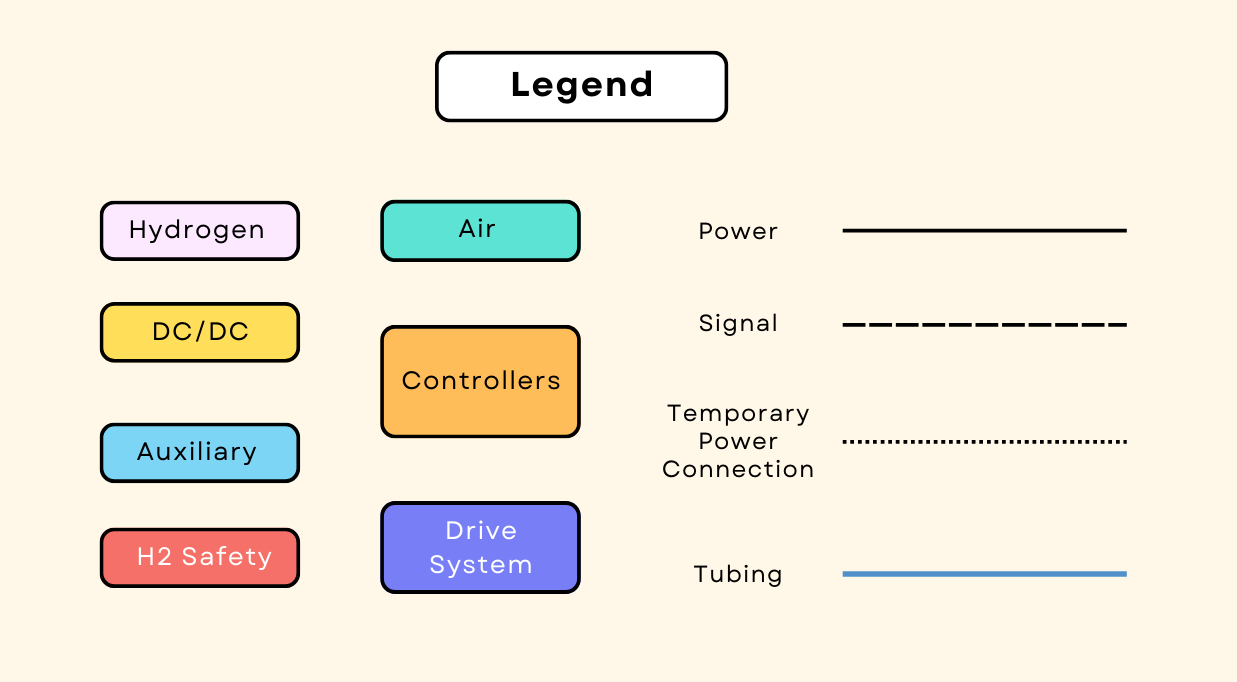 Legend
Hydrogen
Air
Power
DC/DC
Signal
Controllers
Temporary
Power
Connection
Auxiliary
H2 Safety
Drive
System
Tubing